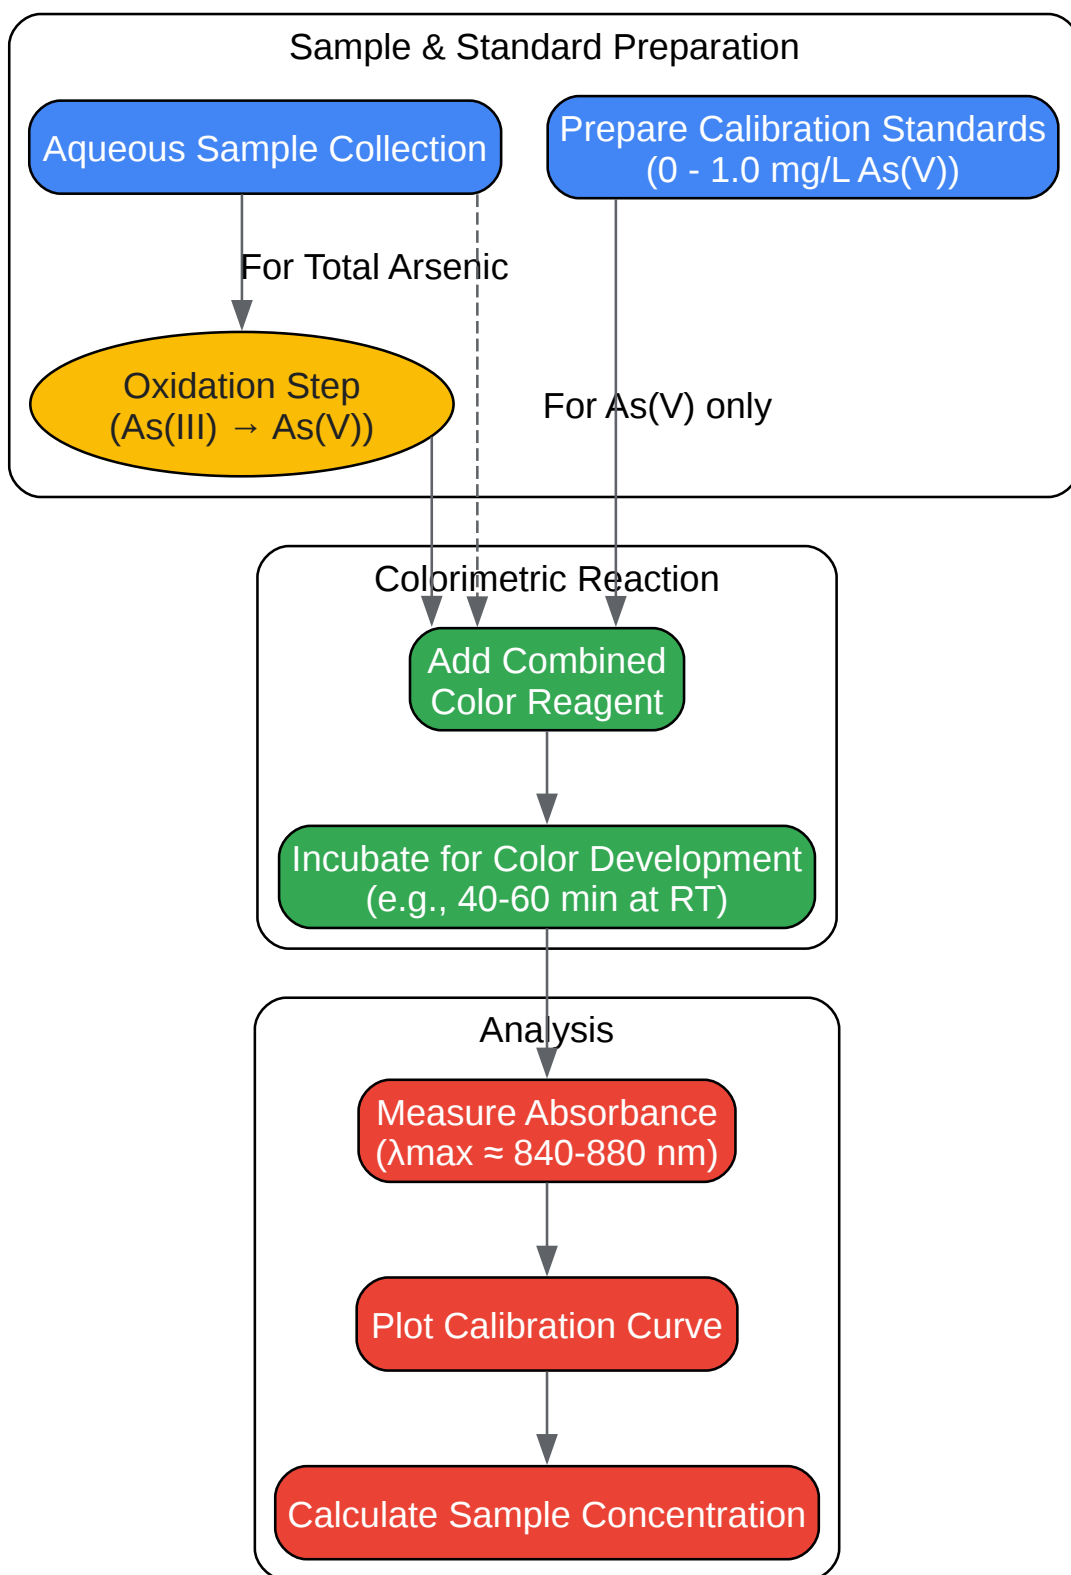 Sample & Standard Preparation
Aqueous Sample Collection
Prepare Calibration Standards
(0 - 1.0 mg/L As(V))
For Total Arsenic
Oxidation Step
(As(III) → As(V))
For As(V) only
Colorimetric Reaction
Add Combined
Color Reagent
Incubate for Color Development
(e.g., 40-60 min at RT)
Analysis
Measure Absorbance
(λmax ≈ 840-880 nm)
Plot Calibration Curve
Calculate Sample Concentration